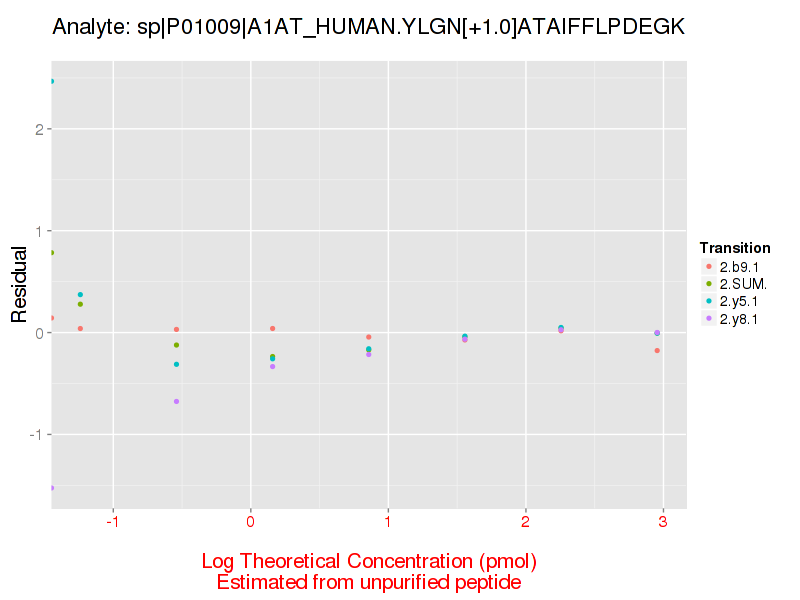 Analyte: sp|P01009|A1AT_HUMAN.YLGN[+1.0]ATAIFFLPDEGK
Residual
2
1
0
-1
-1
0
1
2
3
Log Theoretical Concentration (pmol)
Estimated from unpurified peptide
Transition
2.b9.1
2.SUM.
2.y5.1
2.y8.1